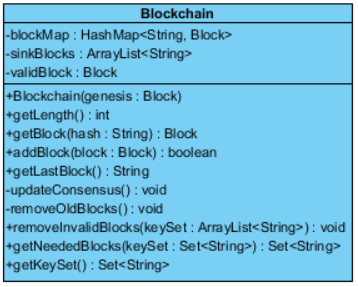 Blockchain
-blockMap : HashMap<String, Block>
-sinkBlocks : ArrayList<String>
-validBlock : Block
+Blockchain(genesis : Block)
+getLength() : int
+getBlock(hash : String) : Block
+addBlock(block : Block) : boolean
+getLastBlock() : String
-updateConsensus() : void
-removeOldBlocks() : void
+removeInvalidBlocks(keySet : ArrayList<String>) : void
+getNeededBlocks(keySet : Set<String>) : Set<String>
+getKeySet() : Set<String>